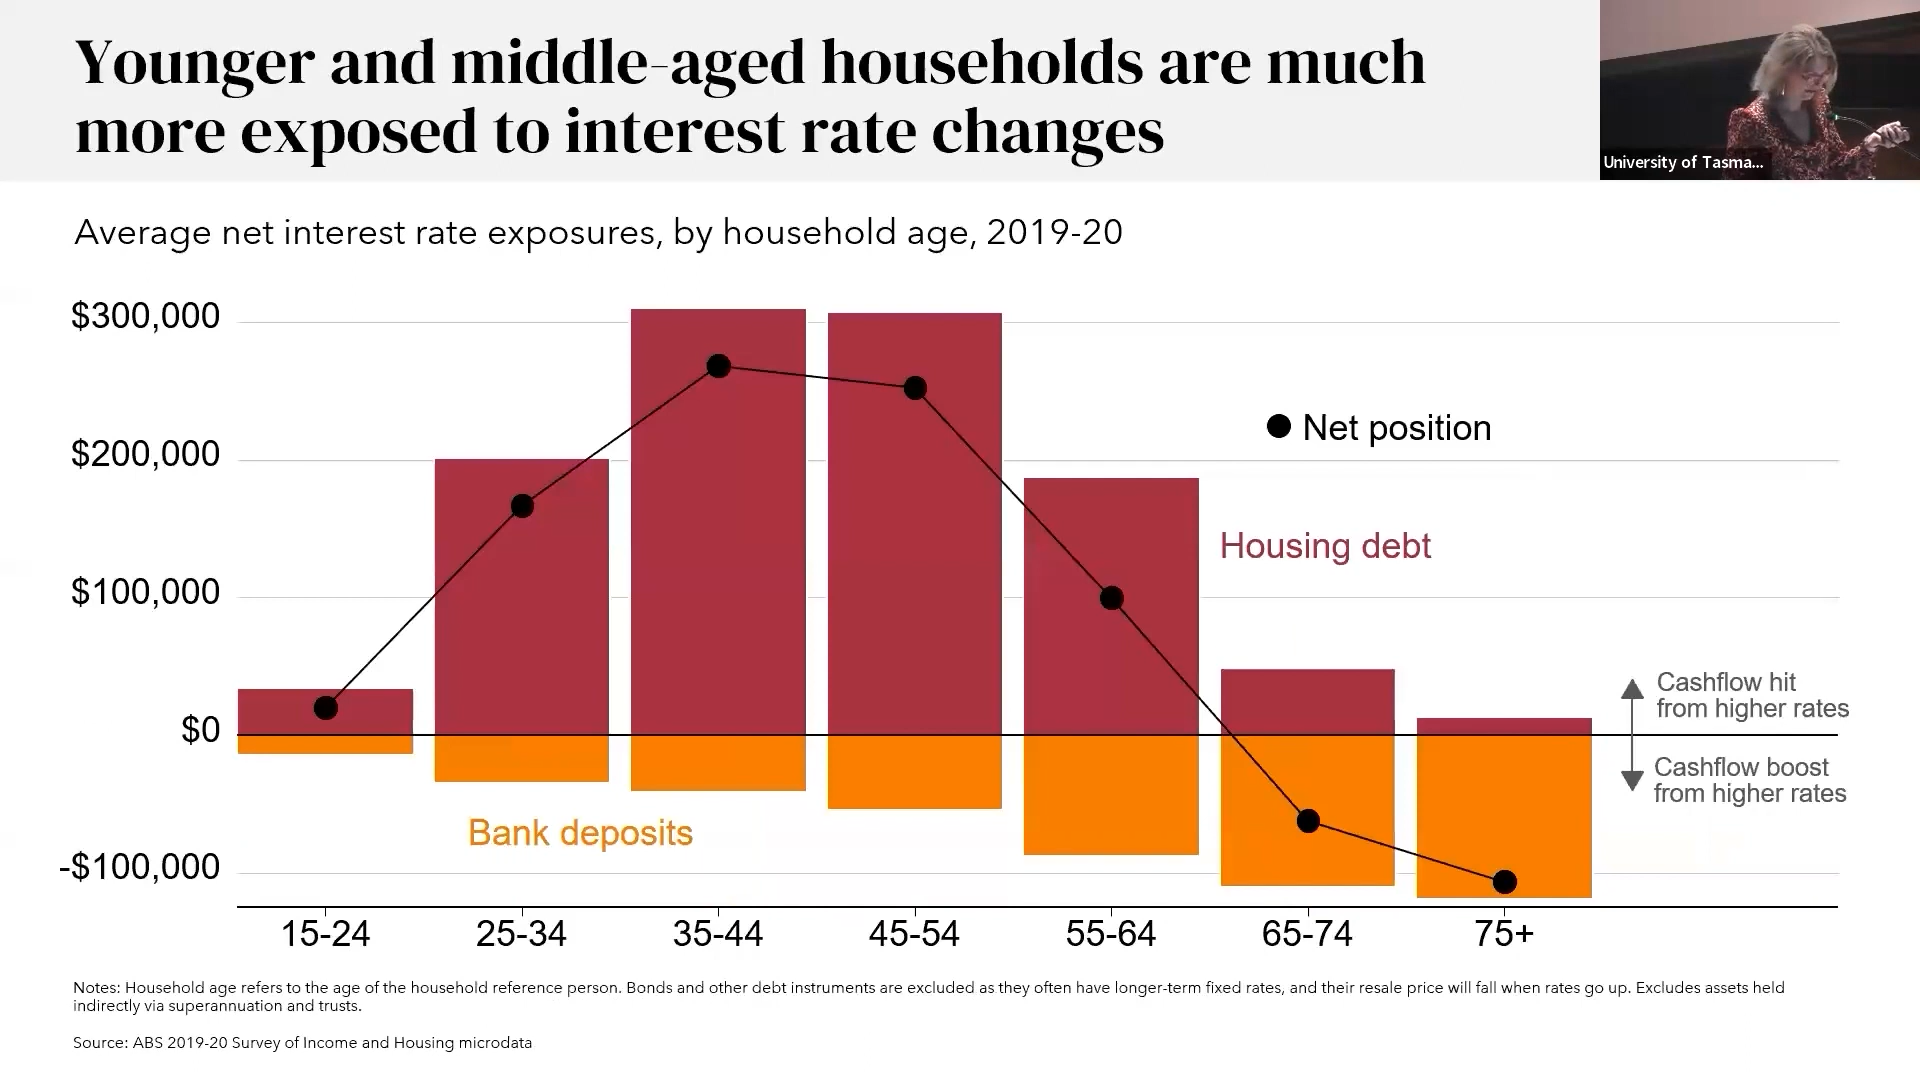 Younger and middle-aged households are much
more exposed to interest rate changes
University of Tasma...
Average net interest rate exposures, by household age, 2019-20
$300,000
$200,000
$100,000
$0
-$100,000
Net position
Housing debt
Bank deposits
Cashflow hit
from higher rates
Cashflow boost
from higher rates
15-24 25-34 35-44 45-54 55-64 65-74 75+
Notes: Household age refers to the age of the household reference person. Bonds and other debt instruments are excluded as they often have longer-term fixed rates, and their resale price will fall when rates go up. Excludes assets held
indirectly via superannuation and trusts.
Source: ABS 2019-20 Survey of Income and Housing microdata